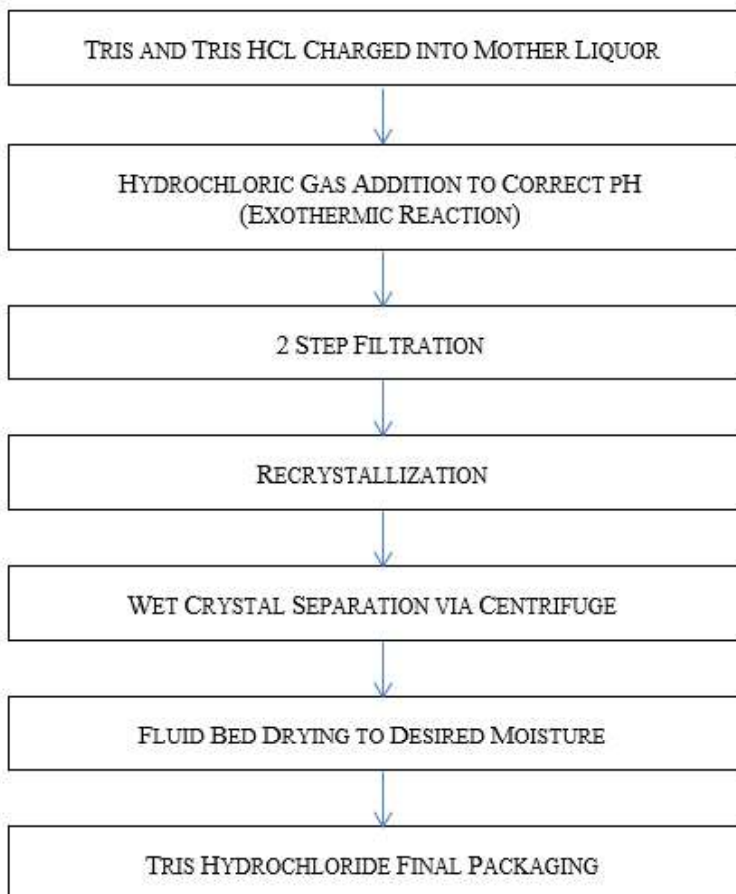 TRIS AND TRIS HCL CHARGED INTO MOTHER LIQUOR
HYDROCHLORIC GAS ADDITION TO CORRECT PH
(EXOTHERMIC REACTION)
2 STEP FILTRATION
RECRYSTALLIZATION
WET CRYSTAL SEPARATION VIA CENTRIFUGE
FLUID BED DRYING TO DESIRED MOISTURE
TRIS HYDROCHLORIDE FINAL PACKAGING